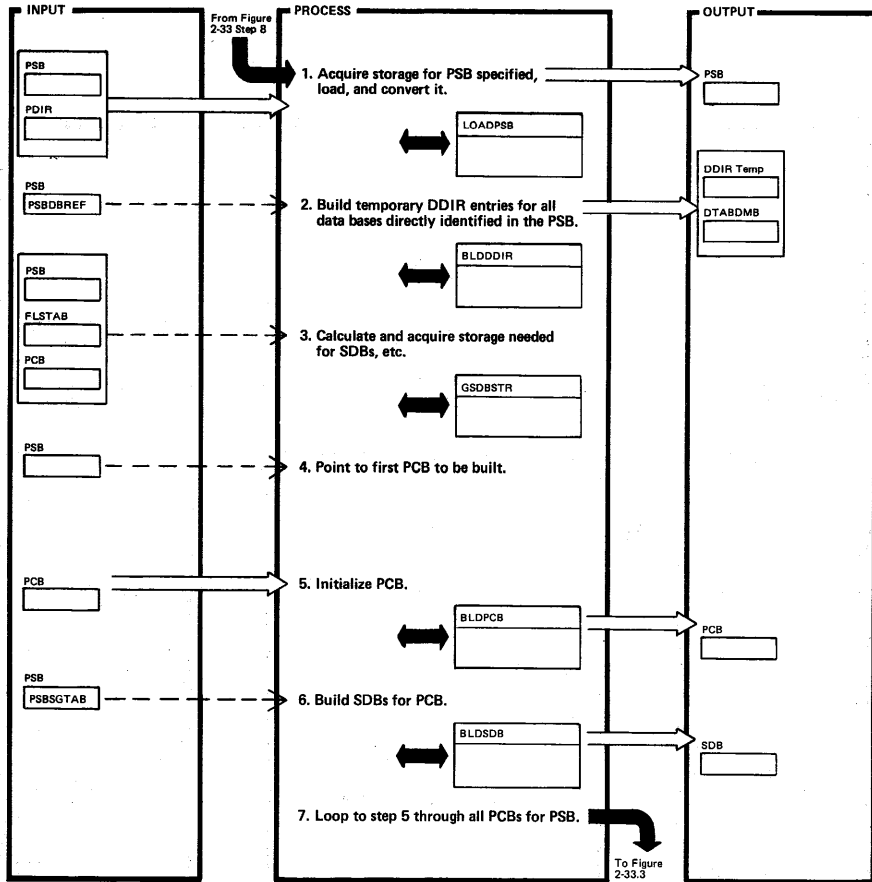 INPUT
From Figure
2-33 Step 8
PROCESS
OUTPUT
PSB
PDIR
1. Acquire storage for PSB specified,
load, and convert it.
LOADPSB
PSB
PSB
PSBDBREF
2. Build temporary DDIR entries for all
data bases directly identified in the PSB.
BLDDDIR
DDIR Temp
DTABDMB
PSB
FLSTAB
PCB
3. Calculate and acquire storage needed
for SDBs, etc.
GSDBSTR
PSB
4. Point to first PCB to be built.
PCB
5. Initialize PCB.
BLDPCB
PCB
PSB
PSBSGTAB
6. Build SDBs for PCB.
BLDSDB
SDB
7. Loop to step 5 through all PCBs for PSB.
To Figure
2-33.3